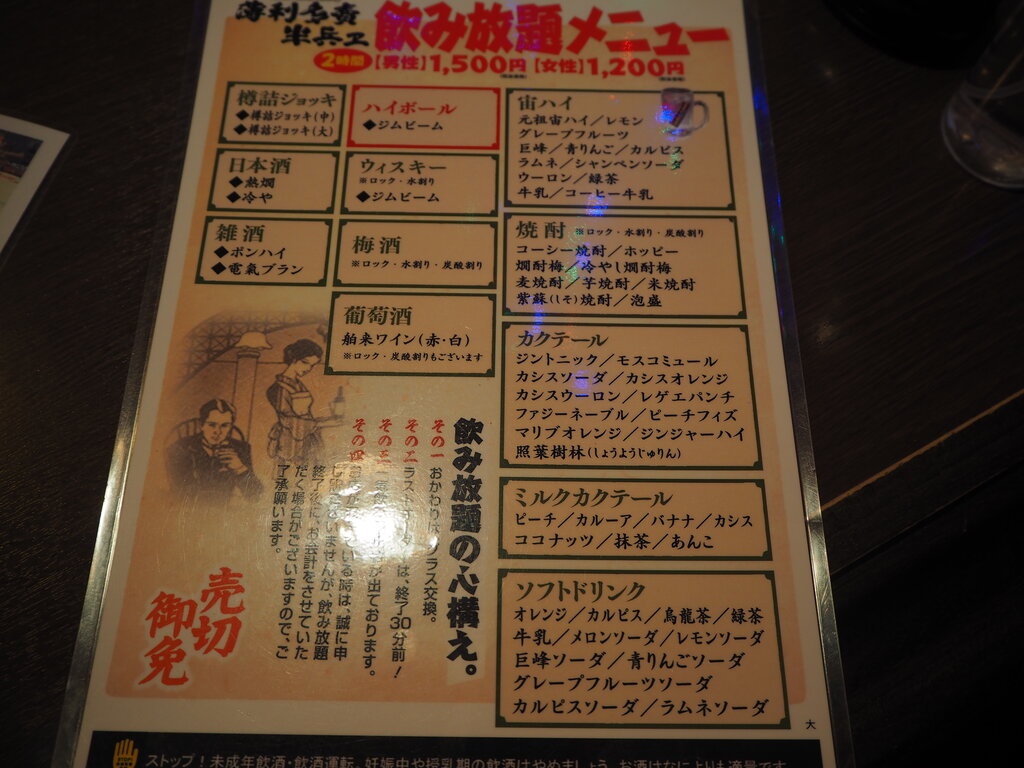 薄利多賣
半兵ヱ
飲み放題メニュー
2時間【男性】1,500円【女性】1,200円
樽詰ジョッキ
◆樽詰ジョッキ(中)
◆樽詰ジョッキ(大)
ハイボール
◆ジムビーム
日本酒
◆熱燗
◆冷や
ウィスキー
※ロック・水割り
◆ジムビーム
雑酒
◆ボンハイ
◆電氣ブラン
梅酒
※ロック・水割り・炭酸割り
葡萄酒
舶来ワイン(赤・白)
※ロック・炭酸割りもございます
宙ハイ
元祖宙ハイ/レモン
グレープフルーツ
巨峰/青りんご/カルピス
ラムネ/シャンペンソーダ
ウーロン/緑茶
牛乳/コーヒー牛乳
焼酎 ※ロック・水割り・炭酸割り
コーシー焼酎/ホッピー
燗酎梅/冷やし燗酎梅
麦焼酎/芋焼酎/米焼酎
紫蘇(しそ)焼酎/泡盛
カクテール
ジントニック/モスコミュール
カシスソーダ/カシスオレンジ
カシスウーロン/レゲエパンチ
ファジーネーブル/ピーチフィズ
マリブオレンジ/ジンジャーハイ
照葉樹林(しょうようじゅりん)
ミルクカクテール
ピーチ/カルーア/バナナ/カシス
ココナッツ/抹茶/あんこ
ソフトドリンク
オレンジ/カルピス/烏龍茶/緑茶
牛乳/メロンソーダ/レモンソーダ
巨峰ソーダ/青りんごソーダ
グレープフルーツソーダ
カルピスソーダ/ラムネソーダ
飲み放題の心構え。
その一 おかわりは グラス交換。
その二 ラスト は、終了30分前!
その三 が出ております。
その四 いる時は、誠に申
し訳 いませんが、飲み放題
終了後に、お会計をさせていた
だく場合がございますので、ご
了承願います。
売切
御免
大
ストップ!未成年飲酒・飲酒運転。妊娠中や授乳期の飲酒はやめましょう。お酒はなによりも適量です。